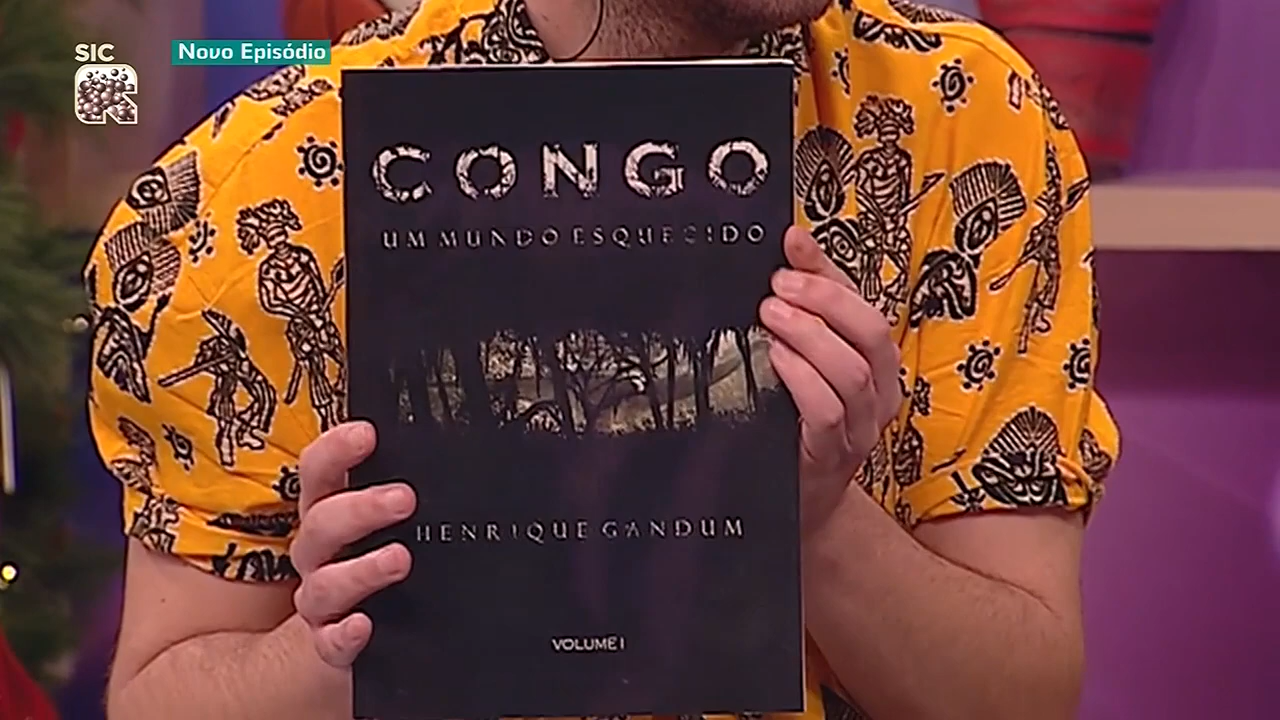 SIC
Novo Episódio
CONGO
UM MUNDO ESQUECIDO
HENRIQUE GANDUM
VOLUME I